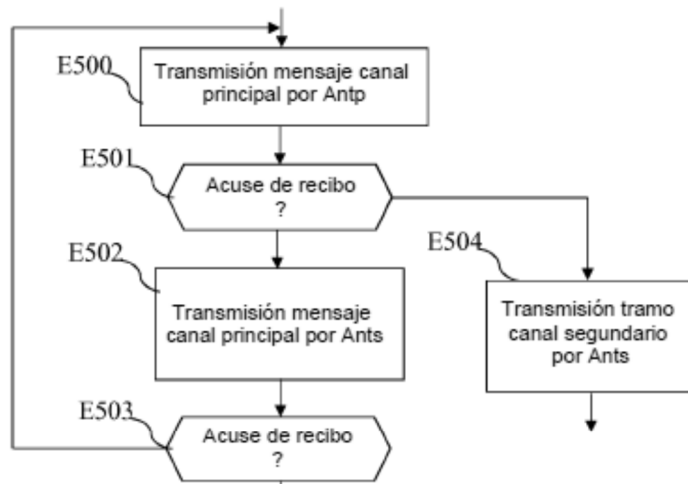 E500
Transmisión mensaje canal
principal por Antp
E501
Acuse de recibo
?
E502
Transmisión mensaje
canal principal por Ants
E504
Transmisión tramo
canal segundario
por Ants
E503
Acuse de recibo
?